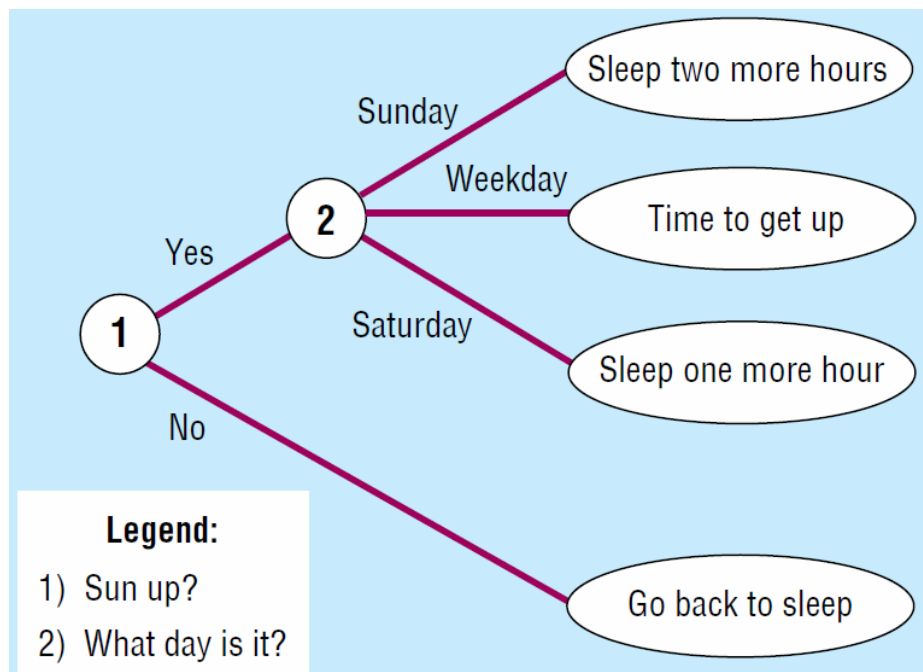 Sleep two more hours
Sunday
Weekday
2
Time to get up
Yes
Saturday
1
Sleep one more hour
No
Legend:
1) Sun up?
2) What day is it?
Go back to sleep